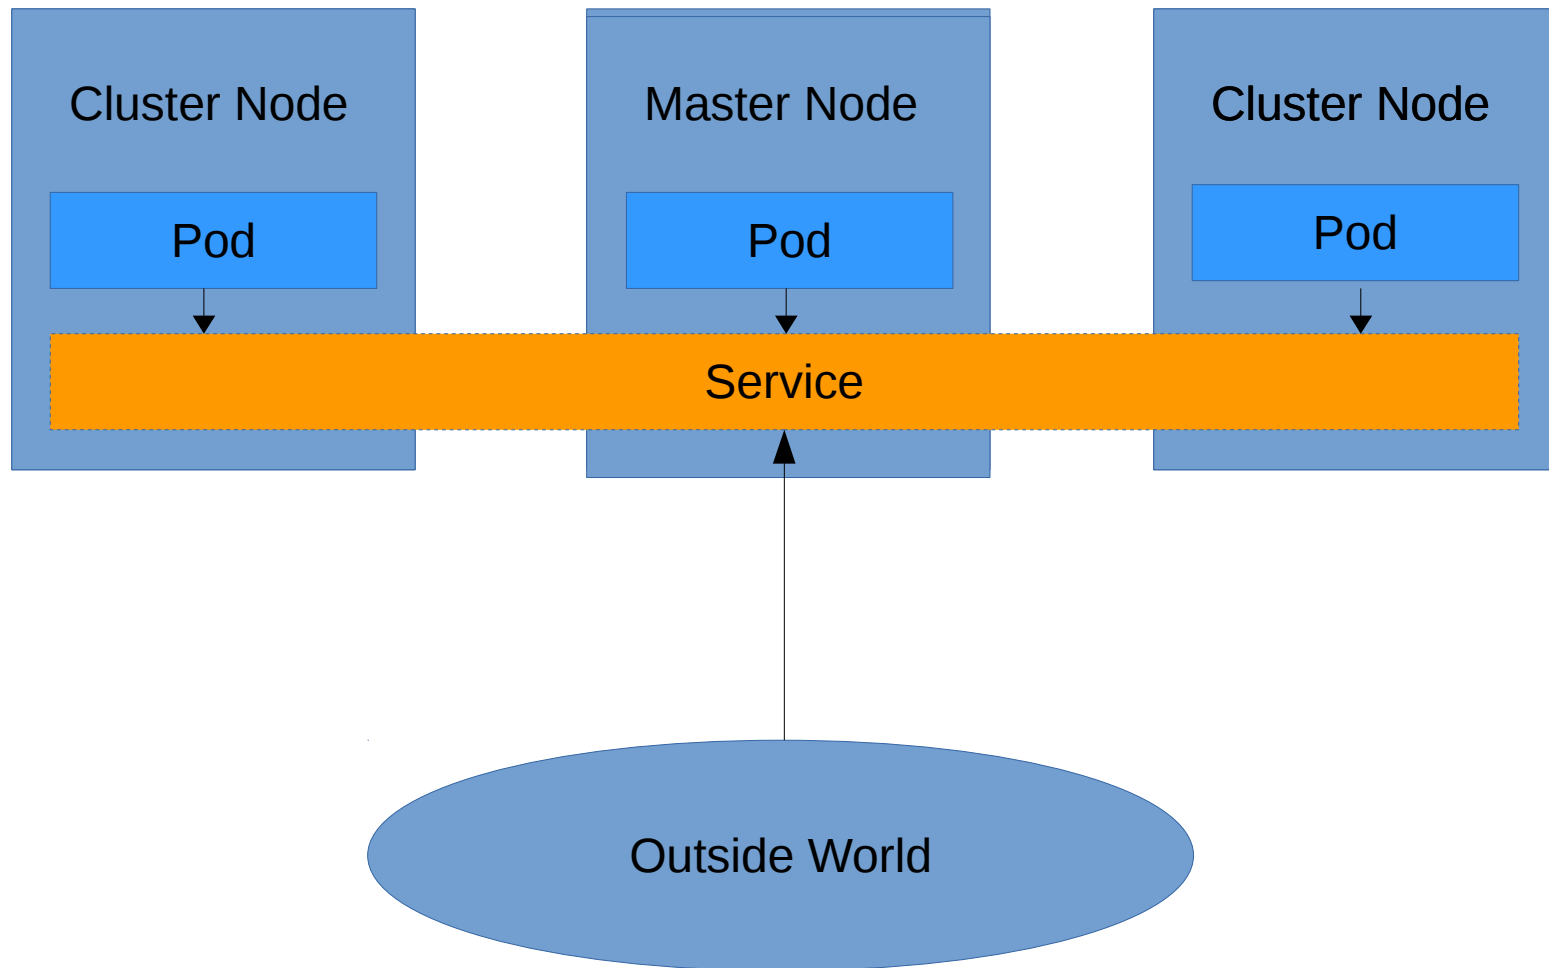 Cluster Node
Master Node
Cluster Node
Pod
Pod
Pod
Service
Outside World